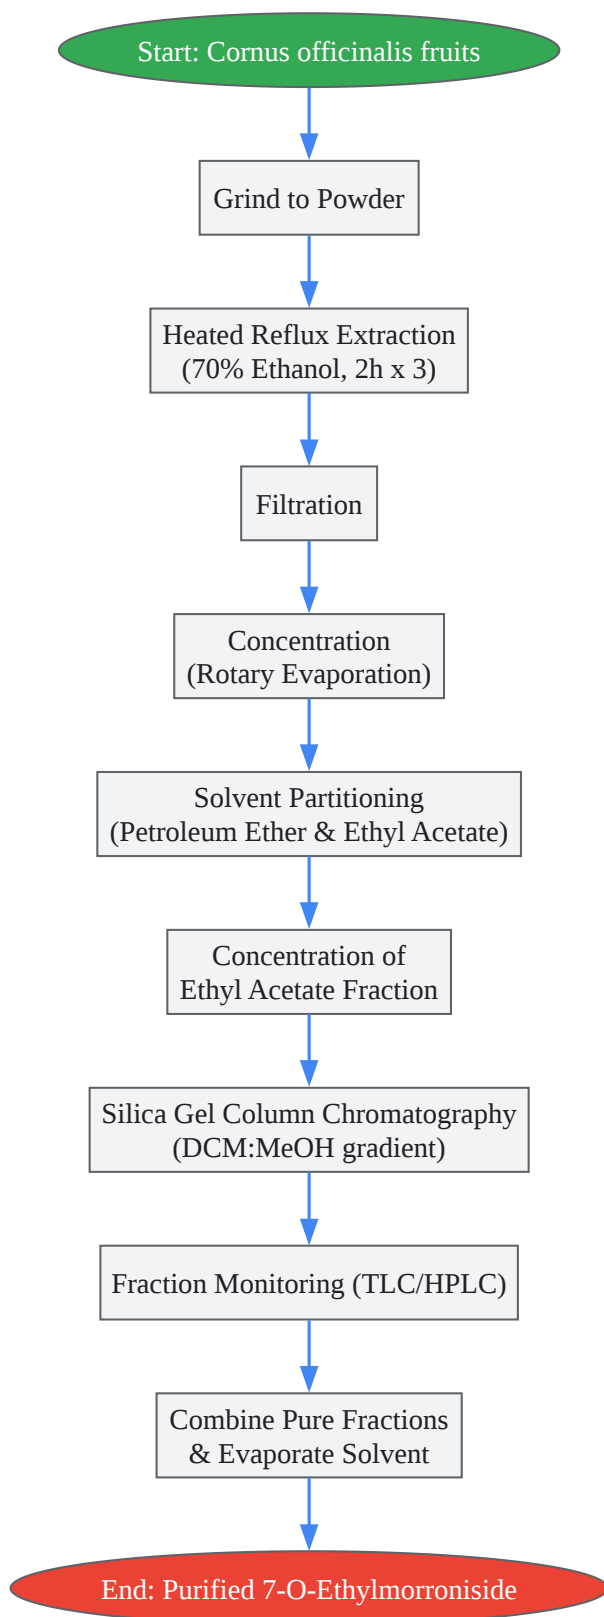 Start: Cornus officinalis fruits
Grind to Powder
Heated Reflux Extraction
(70% Ethanol, 2h x 3)
Filtration
Concentration
(Rotary Evaporation)
Solvent Partitioning
(Petroleum Ether & Ethyl Acetate)
Concentration of
Ethyl Acetate Fraction
Silica Gel Column Chromatography
(DCM:MeOH gradient)
Fraction Monitoring (TLC/HPLC)
Combine Pure Fractions
& Evaporate Solvent
End: Purified 7-O-Ethylmorroniside